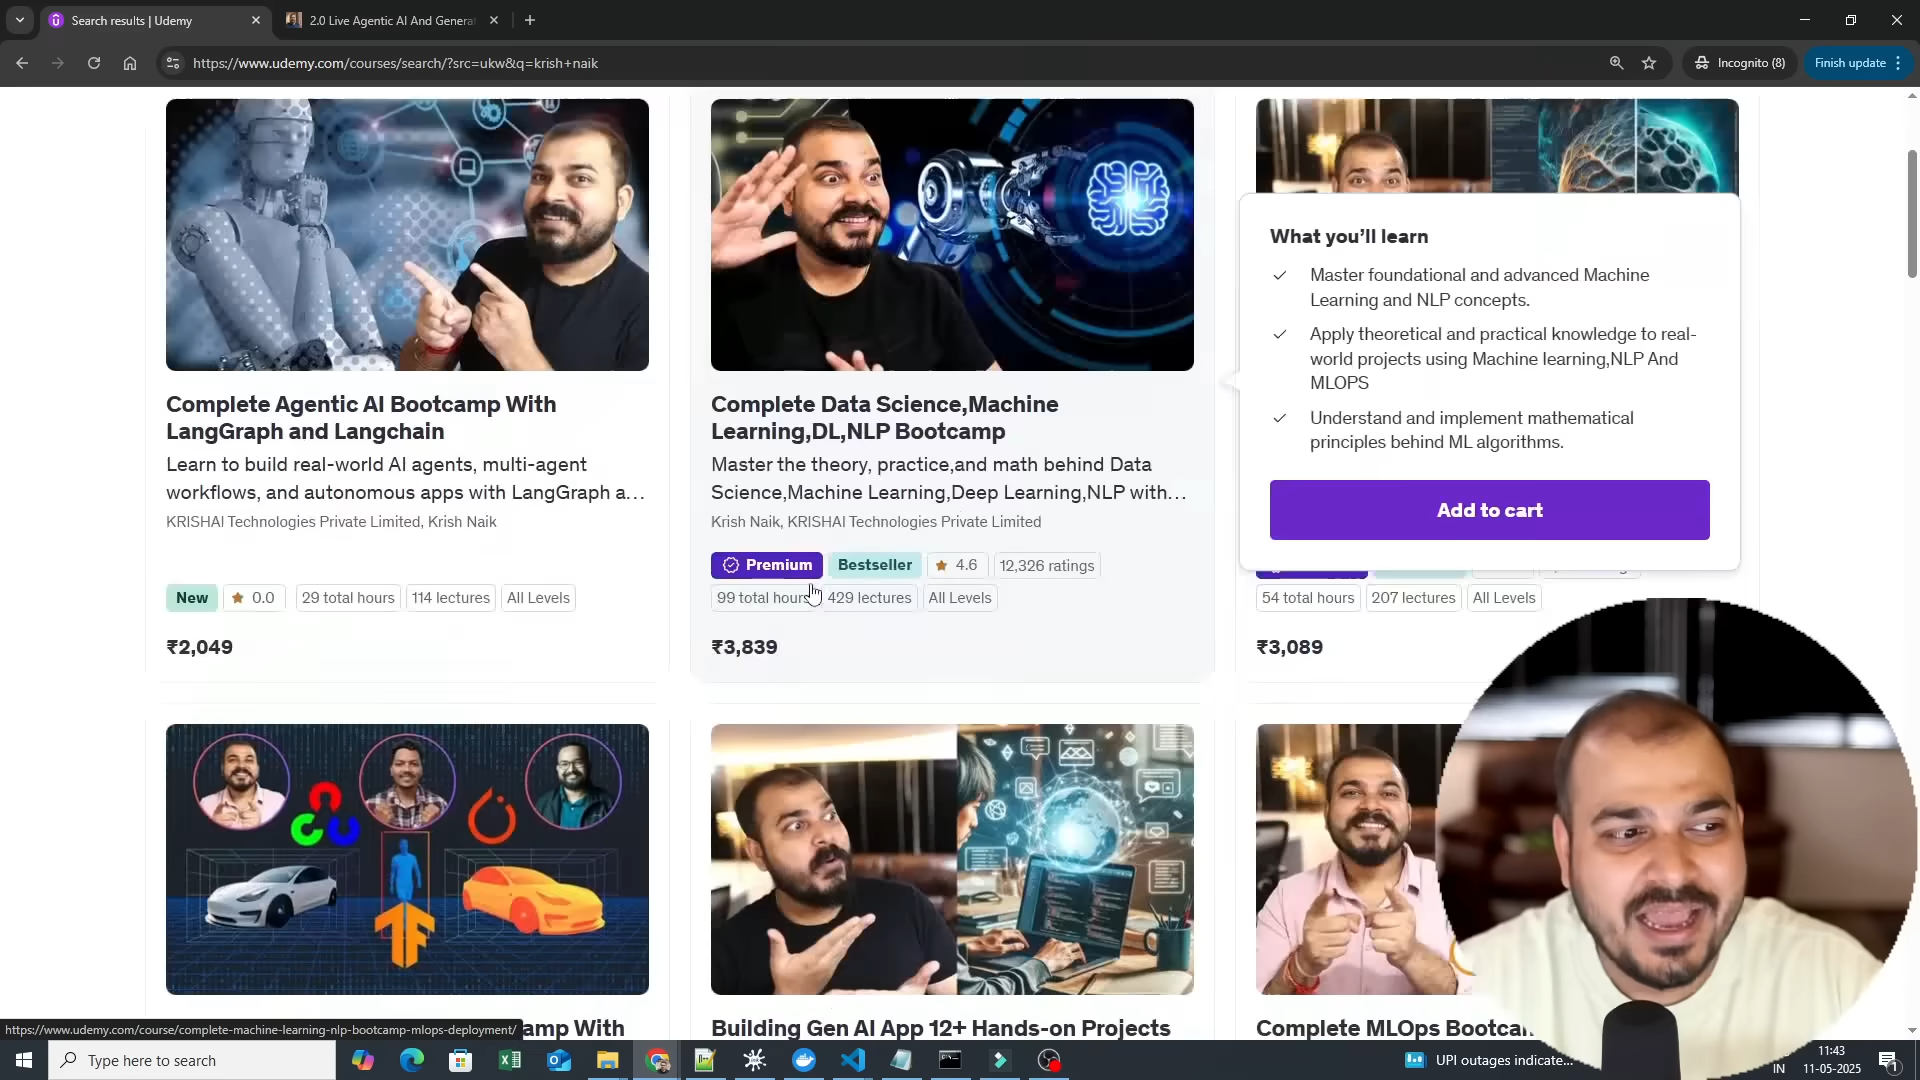 Search results | Udemy
2.0 Live Agentic AI And Genera
https://www.udemy.com/courses/search/?src=ukw&q=krish+naik
Incognito (8)
Finish update
Complete Agentic AI Bootcamp With
LangGraph and Langchain
Learn to build real-world AI agents, multi-agent
workflows, and autonomous apps with LangGraph a...
KRISHAI Technologies Private Limited, Krish Naik
New
0.0
29 total hours
114 lectures
All Levels
₹2,049
Complete Data Science,Machine
Learning,DL,NLP Bootcamp
Master the theory, practice,and math behind Data
Science,Machine Learning,Deep Learning,NLP with...
Krish Naik, KRISHAI Technologies Private Limited
Premium
Bestseller
4.6
12,326 ratings
99 total hours
429 lectures
All Levels
₹3,839
What you’ll learn
Master foundational and advanced Machine
Learning and NLP concepts.
Apply theoretical and practical knowledge to real-
world projects using Machine learning,NLP And
MLOPS
Understand and implement mathematical
principles behind ML algorithms.
Add to cart
54 total hours
207 lectures
All Levels
₹3,089
amp With
Building Gen AI App 12+ Hands-on Projects
Complete MLOps Bootca
https://www.udemy.com/course/complete-machine-learning-nlp-bootcamp-mlops-deployment/
Type here to search
UPI outages indicate...
IN
11:43
11-05-2025
1